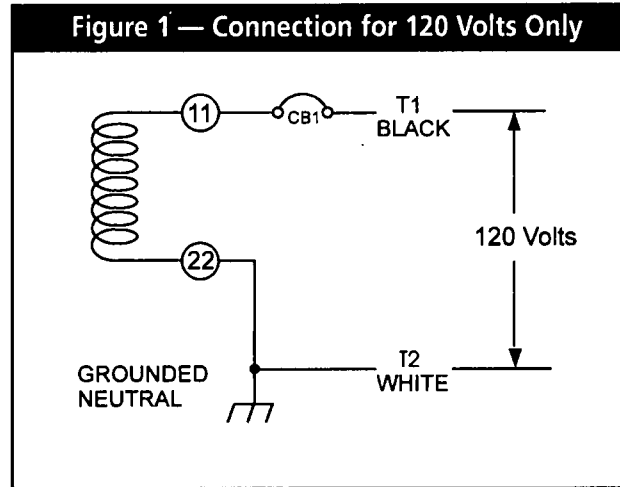 Figure 1 — Connection for 120 Volts Only
11
CB1
T1
BLACK
120 Volts
22
T2
WHITE
GROUNDED
NEUTRAL